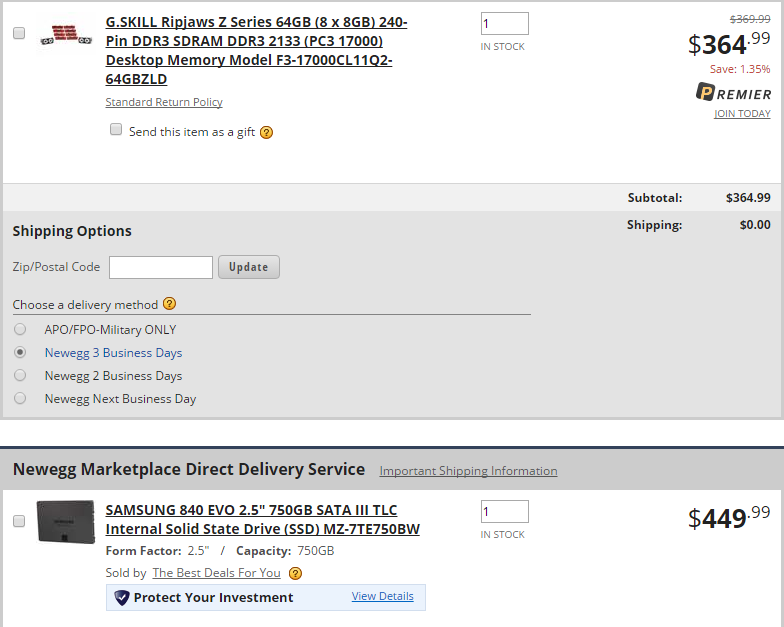 G.SKILL Ripjaws Z Series 64GB (8 x 8GB) 240-
Pin DDR3 SDRAM DDR3 2133 (PC3 17000)
Desktop Memory Model F3-17000CL11Q2-
64GBZLD
Standard Return Policy
Send this item as a gift ?
1
IN STOCK
$369.99
$364.99
Save: 1.35%
PREMIER
JOIN TODAY
Subtotal: $364.99
Shipping: $0.00
Shipping Options
Zip/Postal Code Update
Choose a delivery method ?
APO/FPO-Military ONLY
Newegg 3 Business Days
Newegg 2 Business Days
Newegg Next Business Day
Newegg Marketplace Direct Delivery Service Important Shipping Information
SAMSUNG 840 EVO 2.5" 750GB SATA III TLC
Internal Solid State Drive (SSD) MZ-7TE750BW
Form Factor: 2.5" / Capacity: 750GB
Sold by The Best Deals For You ?
Protect Your Investment View Details
1
IN STOCK
$449.99